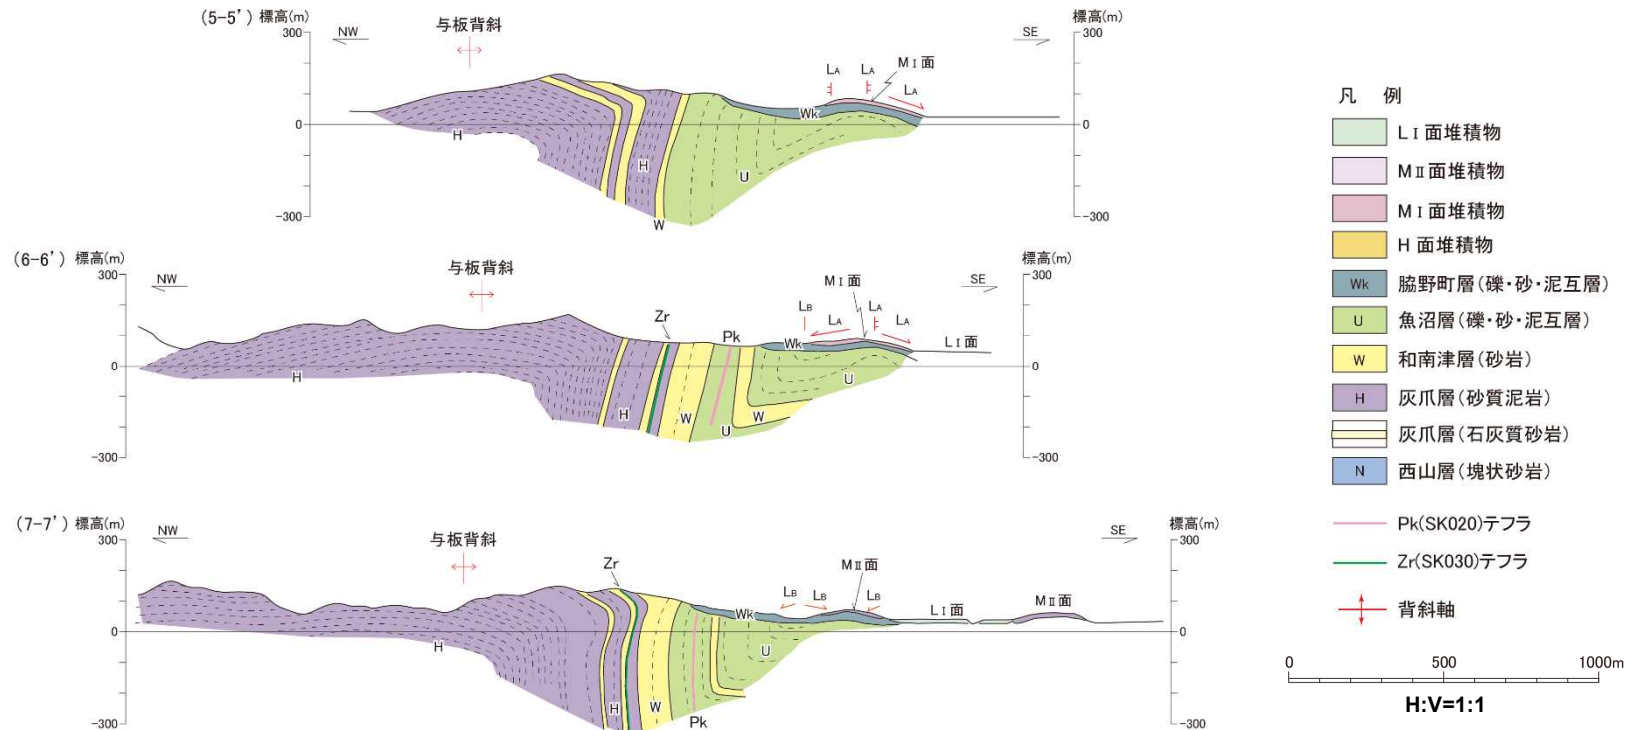 (5-5’) 標高(m)
与板背斜
標高(m)
NW
SE
300
300
LA
LA
MⅠ面
LA
Wk
0
0
H
H
U
-300
-300
W
(6-6’) 標高(m)
与板背斜
標高(m)
NW
SE
300
300
MⅠ面
Zr
Pk
LB
LA
LA
LA
LⅠ面
Wk
0
0
H
U
H
W
W
U
-300
-300
(7-7’) 標高(m)
与板背斜
標高(m)
NW
SE
300
300
Zr
MⅡ面
LB
LB
LB
LⅠ面
MⅡ面
Wk
0
0
H
U
H
W
Pk
-300
-300
凡 例
LⅠ面堆積物
MⅡ面堆積物
MⅠ面堆積物
H面堆積物
Wk 脇野町層(礫・砂・泥互層)
U 魚沼層(礫・砂・泥互層)
W 和南津層(砂岩)
H 灰爪層(砂質泥岩)
灰爪層(石灰質砂岩)
N 西山層(塊状砂岩)
Pk(SK020)テフラ
Zr(SK030)テフラ
背斜軸
0 500 1000m
H:V=1:1